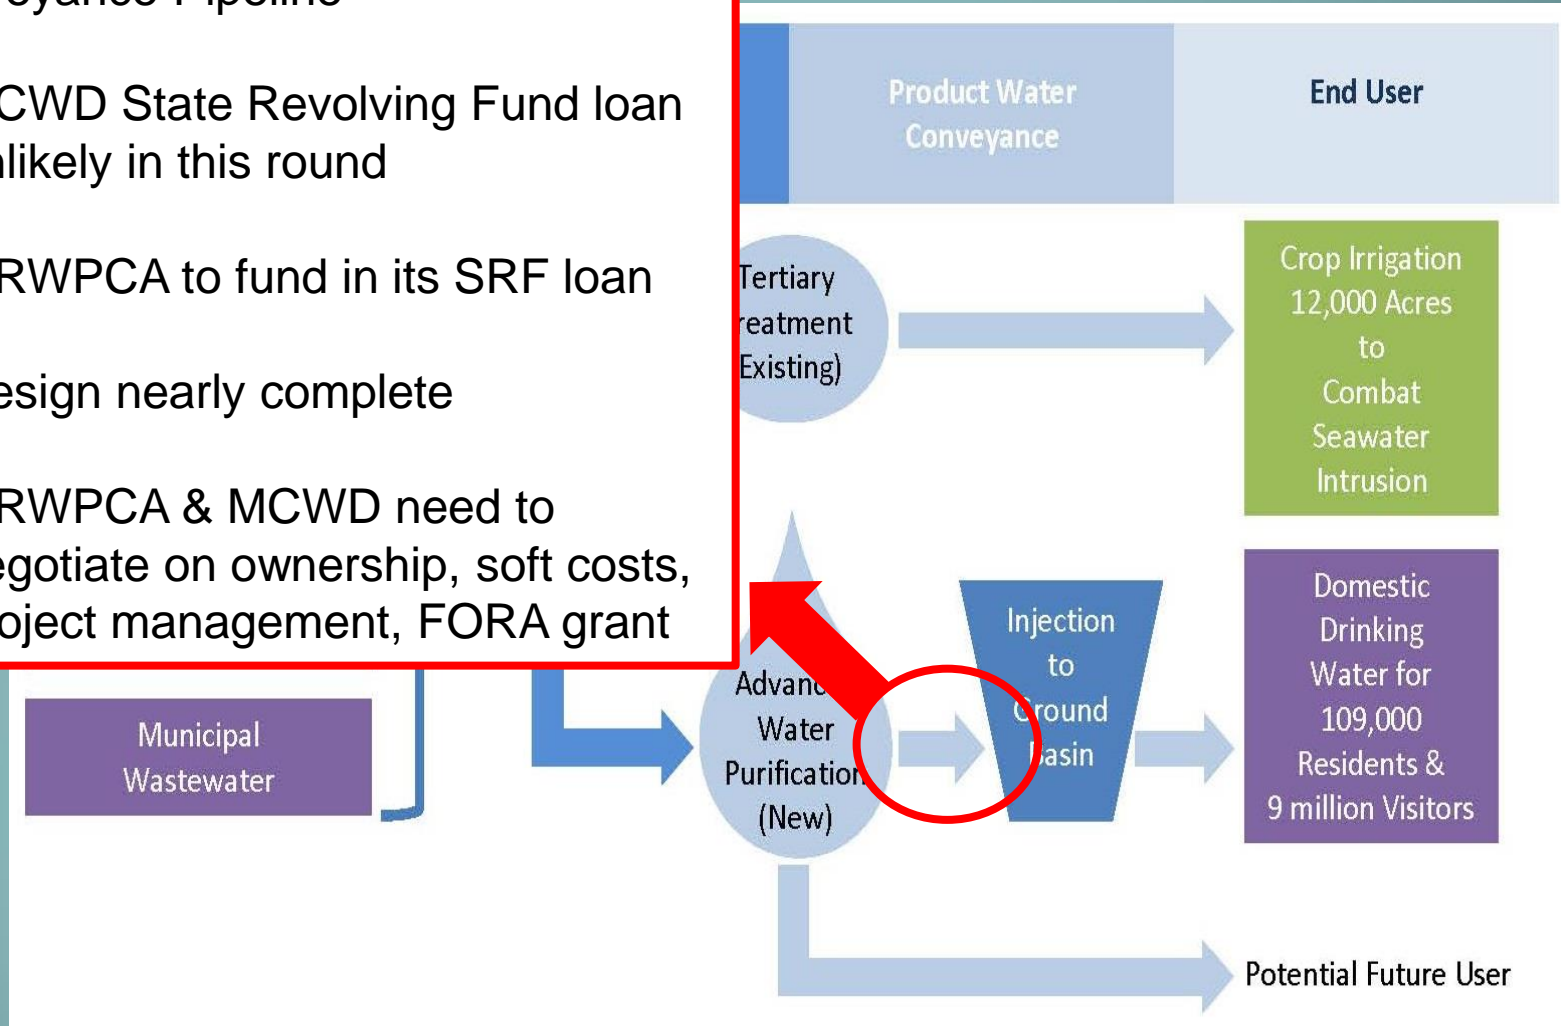 CWD State Revolving Fund loan
likely in this round
RWPCA to fund in its SRF loan
esign nearly complete
RWPCA & MCWD need to
egotiate on ownership, soft costs,
oject management, FORA grant
Product Water
Conveyance
End User
Tertiary
reatment
Existing)
Crop Irrigation
12,000 Acres
to
Combat
Seawater
Intrusion
Municipal
Wastewater
Advanc
Water
Purification
(New)
Injection
to
Ground
Basin
Domestic
Drinking
Water for
109,000
Residents &
9 million Visitors
Potential Future User